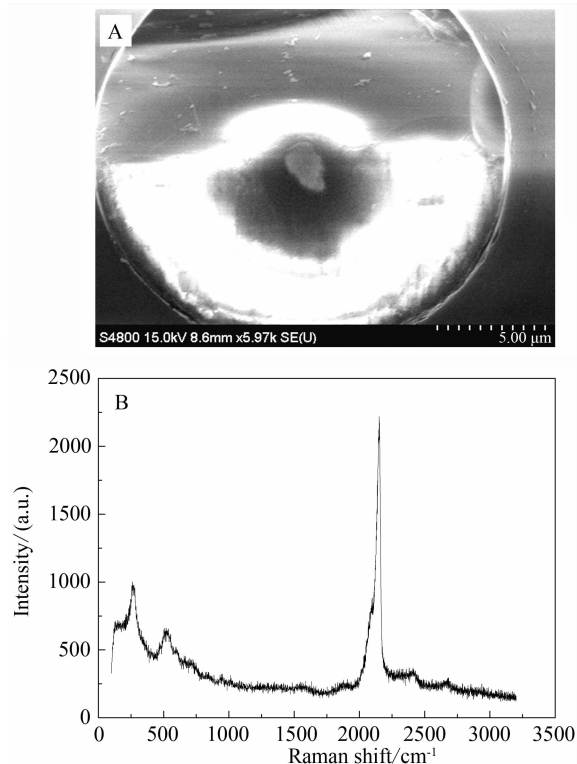 A
S4800 15.0kV 8.6mm x5.97k SE(U)
5.00 μm
B
2500
2000
1500
1000
500
0
Intensity/(a.u.)
0 500 1000 1500 2000 2500 3000 3500
Raman shift/cm-1